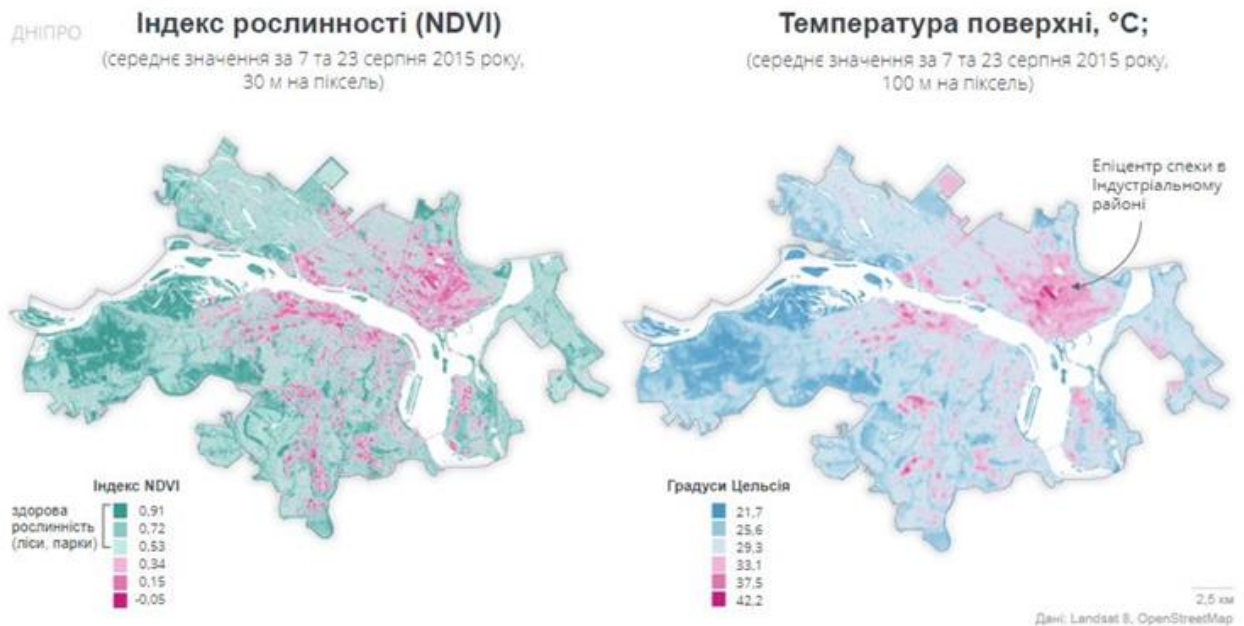 ДНІПРО
Індекс рослинності (NDVI)
(середнє значення за 7 та 23 серпня 2015 року,
30 м на піксель)
Температура поверхні, °C;
(середнє значення за 7 та 23 серпня 2015 року,
100 м на піксель)
Епіцентр спеки в
Індустріальному
районі
Індекс NDVI
здорова
рослинність
(ліси, парки)
0,91
0,72
0,53
0,34
0,15
-0,05
Градуси Цельсія
21,7
25,6
29,3
33,1
37,5
42,2
2,5 км
Дані: Landsat 8, OpenStreetMap